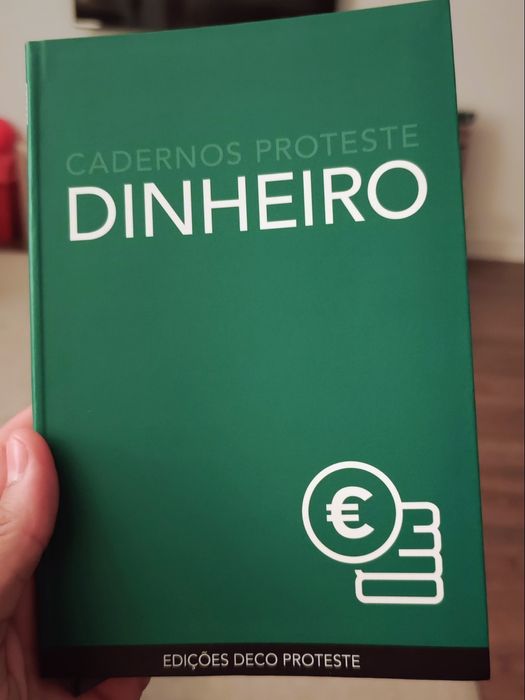 CADERNOS PROTESTE
DINHEIRO
€
EDIÇÕES DECO PROTESTE